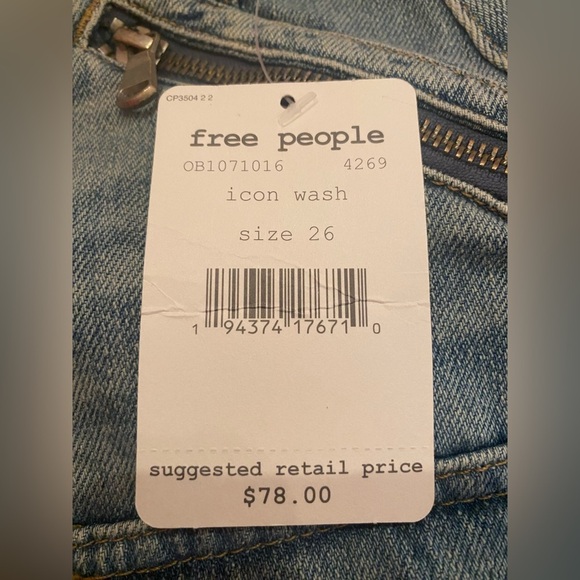 CP3504 2 2
free people
OB1071016 4269
icon wash
size 26
1 94374 17671 0
suggested retail price
$78.00